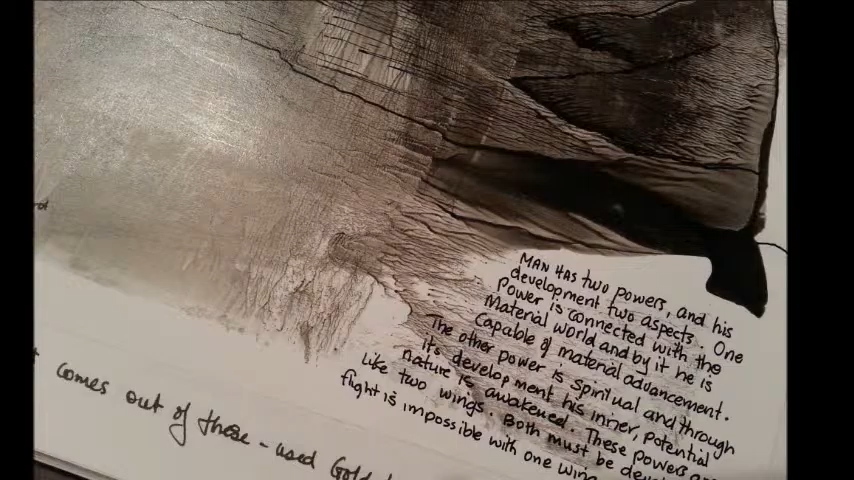 MAN HAS two powers, and his
development two aspects. One
power is connected with the
Material world and by it he is
Capable of material advancement.
The other power is spiritual and through
its development his inner, potential
nature is awakened. These powers are
like two wings. Both must be
flight is impossible with one wing
comes out of these - used